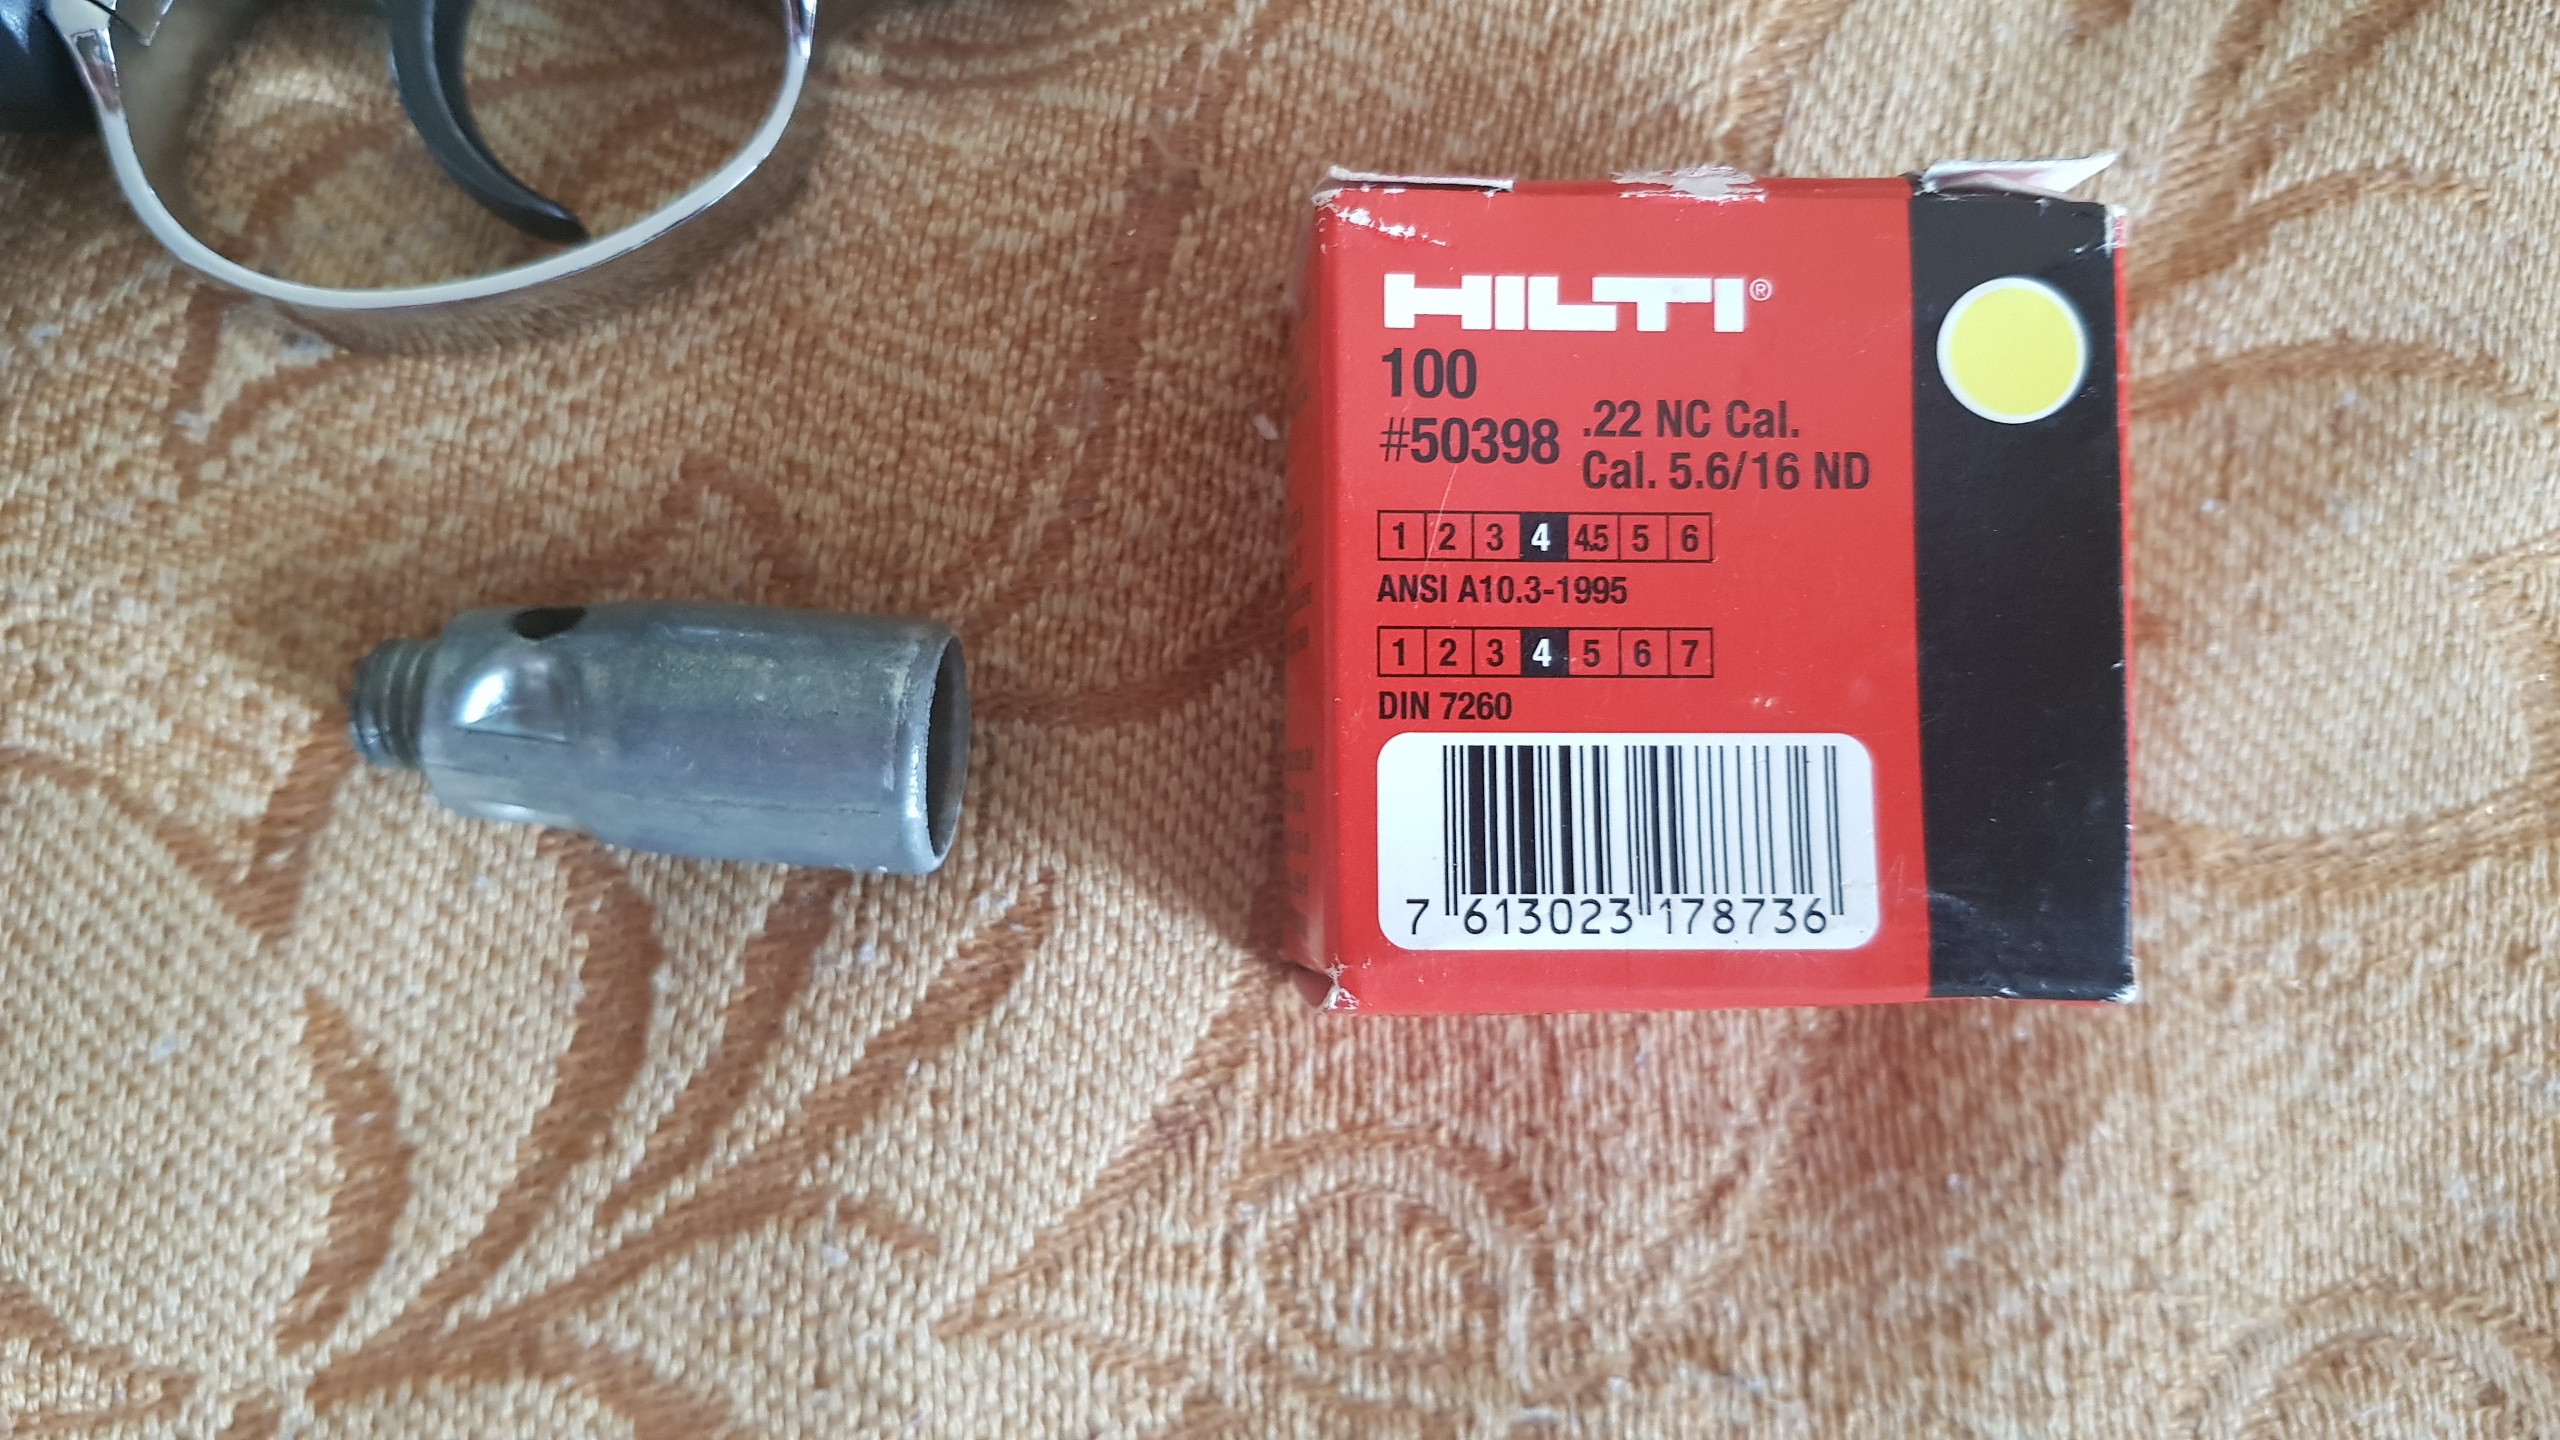 HILTI®
100
#50398 .22 NC Cal.
Cal. 5.6/16 ND
1 2 3 4 4.5 5 6
ANSI A10.3-1995
1 2 3 4 5 6 7
DIN 7260
7 613023 178736